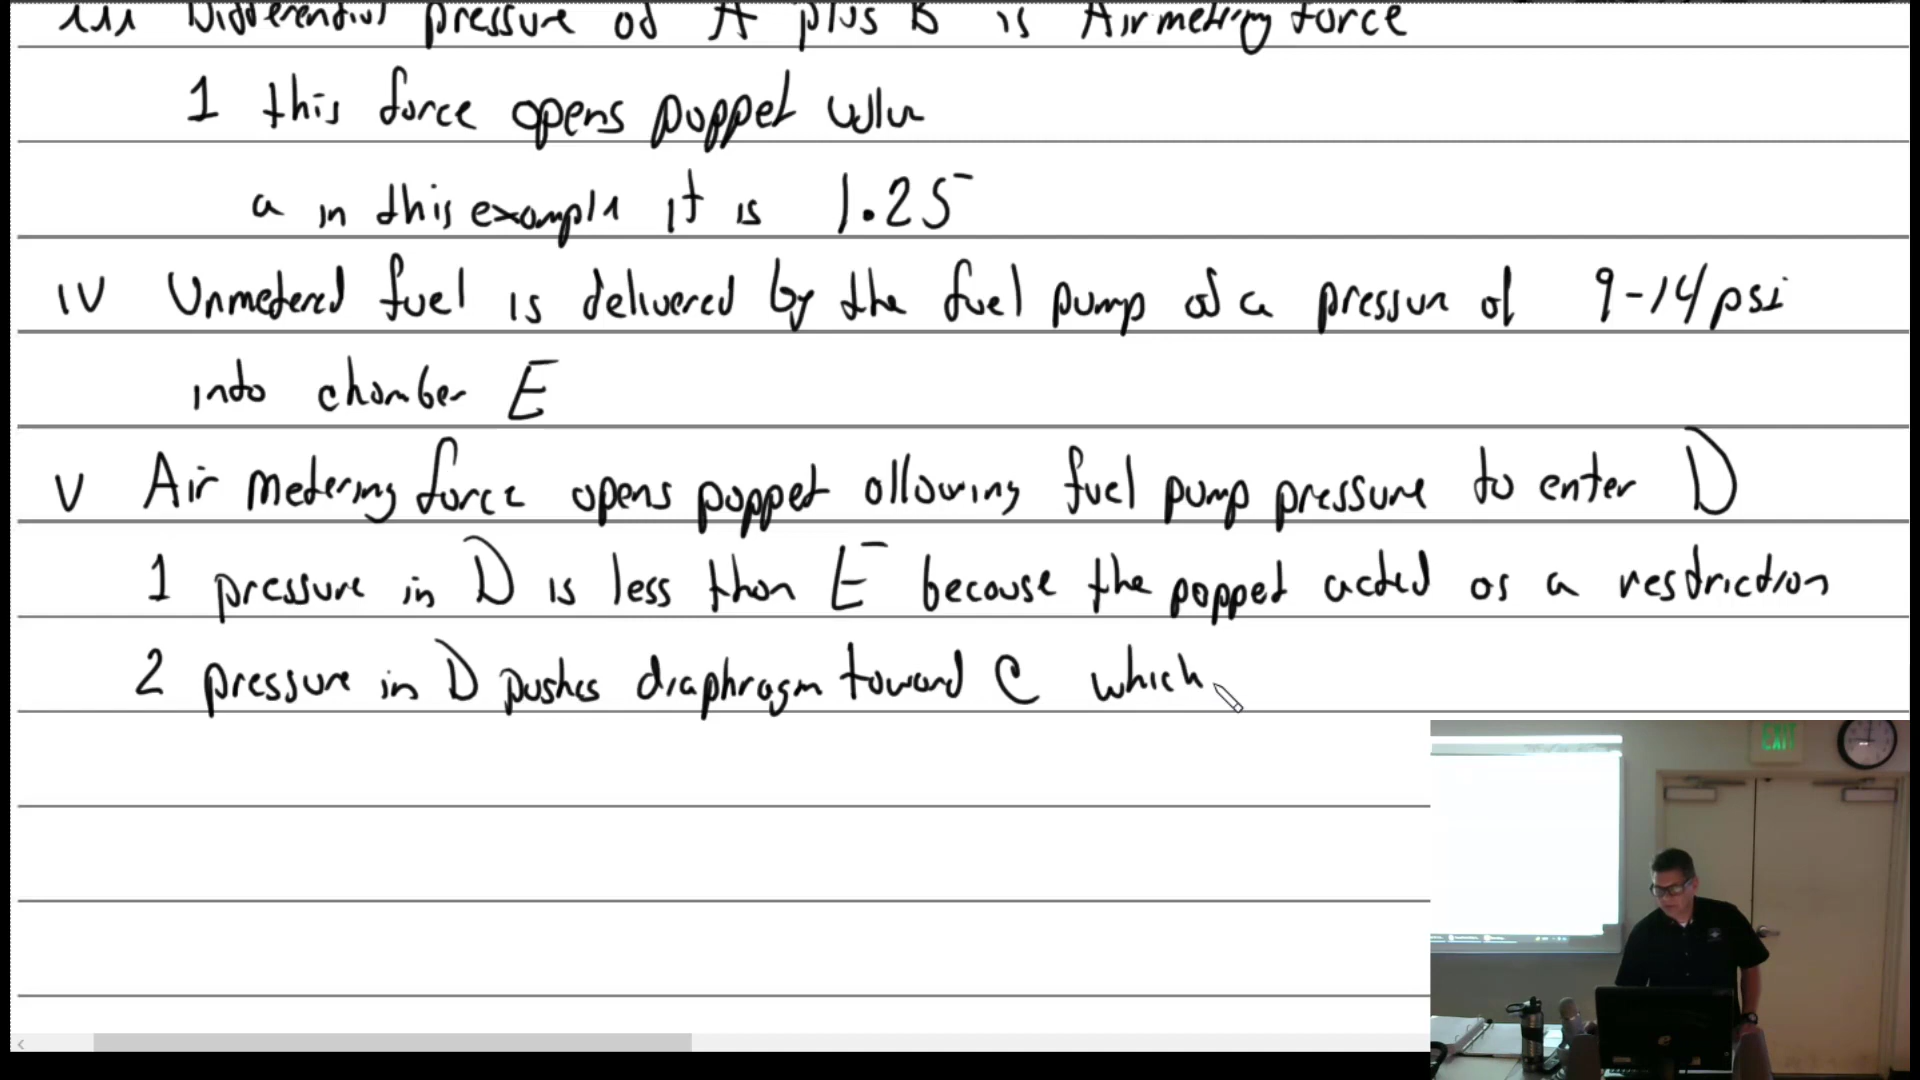 iii Differential pressure of A plus B is Air metering force
1 this force opens poppet valve
a in this example it is 1.25
iv Unmetered fuel is delivered by the fuel pump at a pressure of 9-14 psi
into chamber E
v Air metering force opens poppet allowing fuel pump pressure to enter D
1 pressure in D is less than E because the poppet acted as a restriction
2 pressure in D pushes diaphragm toward C which
EXIT